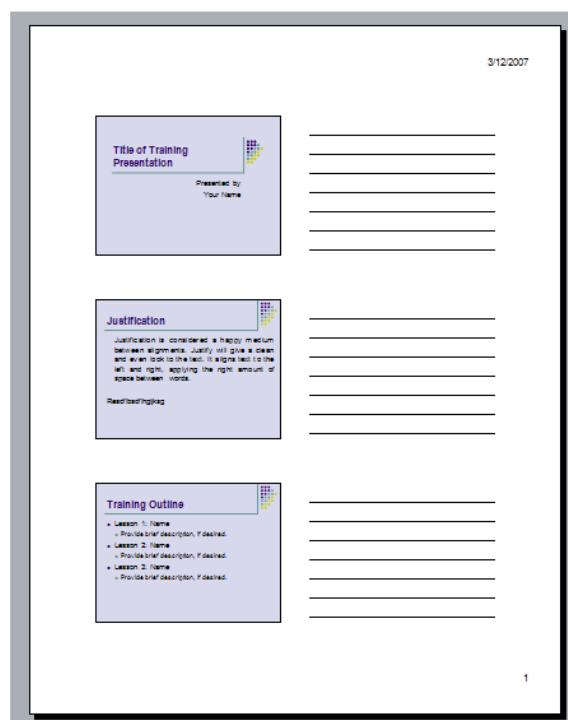 3/12/2007
Title of Training
Presentation
Presented by
Your Name
Justification
Justification is considered a happy medium
between alignments. Justify will give a clean
and even look to the text. It aligns text to the
left and right, applying the right amount of
space between words.
Training Outline
Lesson 1: Name
Provide brief description, if desired.
Lesson 2: Name
Provide brief description, if desired.
Lesson 3: Name
Provide brief description, if desired.
1